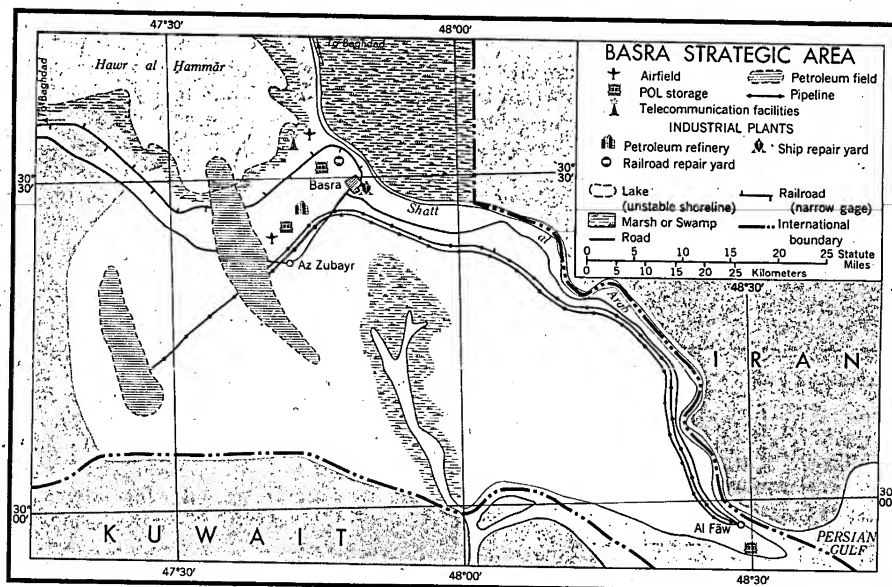 47°30'
48°00'
To Baghdad
Hawr al Ḥammār
To Baghdad
BASRA STRATEGIC AREA
Airfield
Petroleum field
POL storage
Pipeline
Telecommunication facilities
INDUSTRIAL PLANTS
Petroleum refinery
Ship repair yard
Railroad repair yard
Lake
(unstable shoreline)
Railroad
(narrow gage)
Marsh or Swamp
International
boundary
Road
0 5 10 15 20 25 Statute
Miles
0 5 10 15 20 25 Kilometers
30'
30
30
Basra
Shatt
al
Arab
Az Zubayr
48°30'
IRAN
30
00'
30
00'
KUWAIT
Al Fāw
PERSIAN
GULF
47°30'
48°00'
48°30'